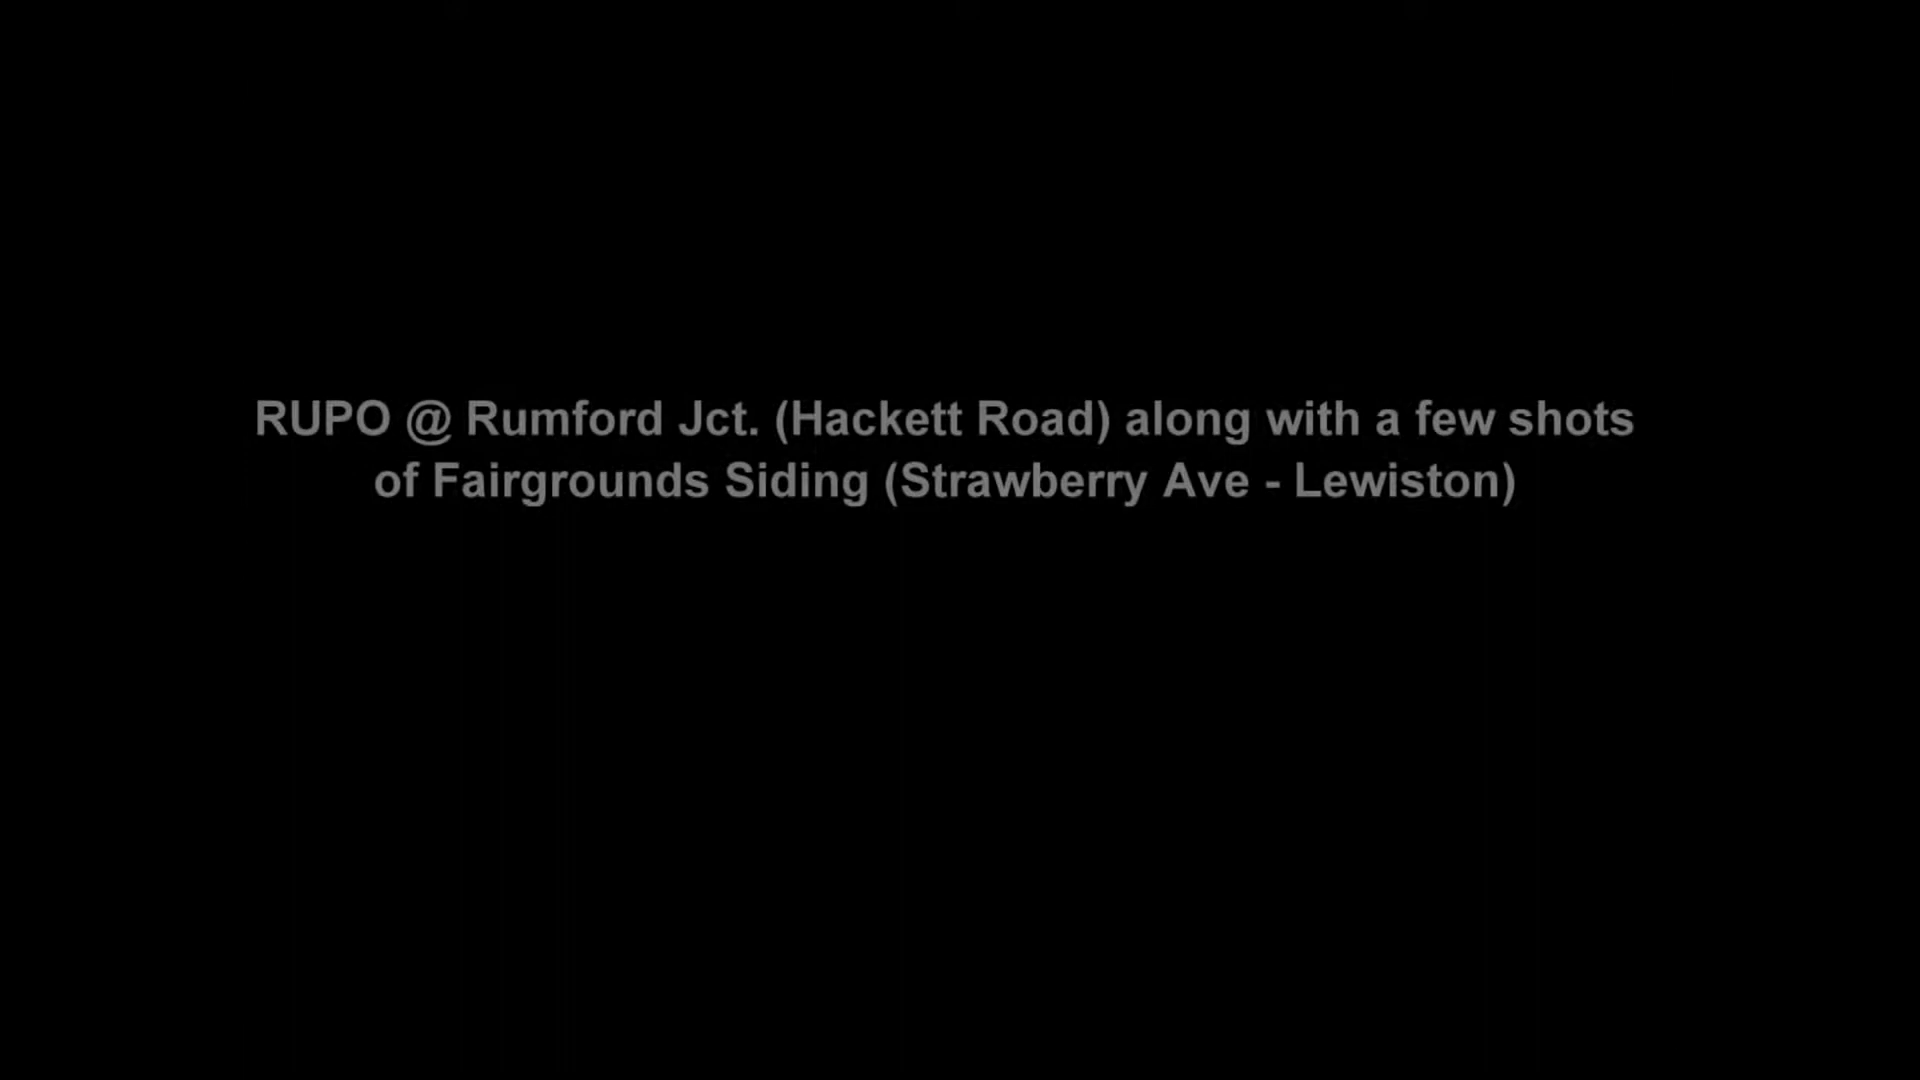 RUPO @ Rumford Jct. (Hackett Road) along with a few shots
of Fairgrounds Siding (Strawberry Ave - Lewiston)